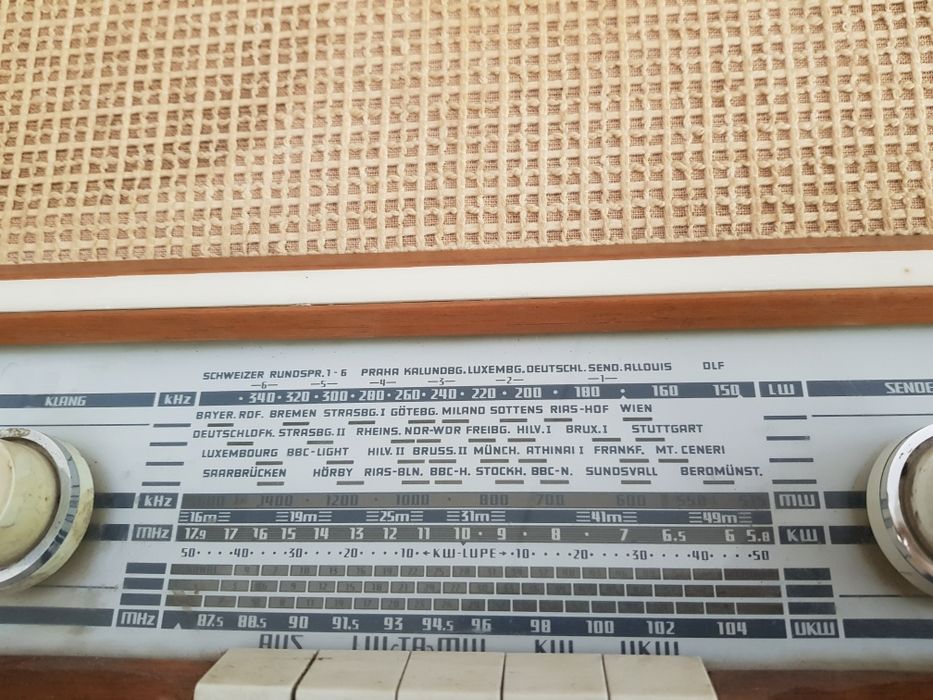 SCHWEIZER RUNDSPR. 1-6 PRAHA KALUNDBG. LUXEMBG. DEUTSCHL. SEND. ALLOUIS DLF
-6- -5- -4- -3- -2- -1-
KLANG kHz 340 · 320 · 300 · 280 · 260 · 240 · 220 · 200 · 180 · 160 150 LW SENDE
BAYER. RDF. BREMEN STRASBG. I GÖTEBG. MILANO SOTTENS RIAS-HOF WIEN
DEUTSCHLDFK. STRASBG. II RHEINS. NDR-WDR FREIBG. HILV. I BRUX. I STUTTGART
LUXEMBOURG BBC-LIGHT HILV. II BRUSS. II MÜNCH. ATHINAI I FRANKF. MT. CENERI
SAARBRÜCKEN HÖRBY RIAS-BLN. BBC-H. STOCKH. BBC-N. SUNDSVALL BEROMÜNST.
kHz 1400 · 1200 · 1000 · 800 700 600 550 MW
16m 19m 25m 31m 41m 49m
MHz 17.9 17 16 15 14 13 12 11 10 · 9 · 8 · 7 6.5 6 5.8 KW
50 · · · · 40 · · · · 30 · · · · 20 · · · · 10 · ←KW-LUPE→ · 10 · · · · 20 · · · · 30 · · · · 40 · · · · 50
MHz 87.5 88.5 90 91.5 93 94.5 96 98 100 102 104 UKW
AUS LW<TA>MW KW UKW